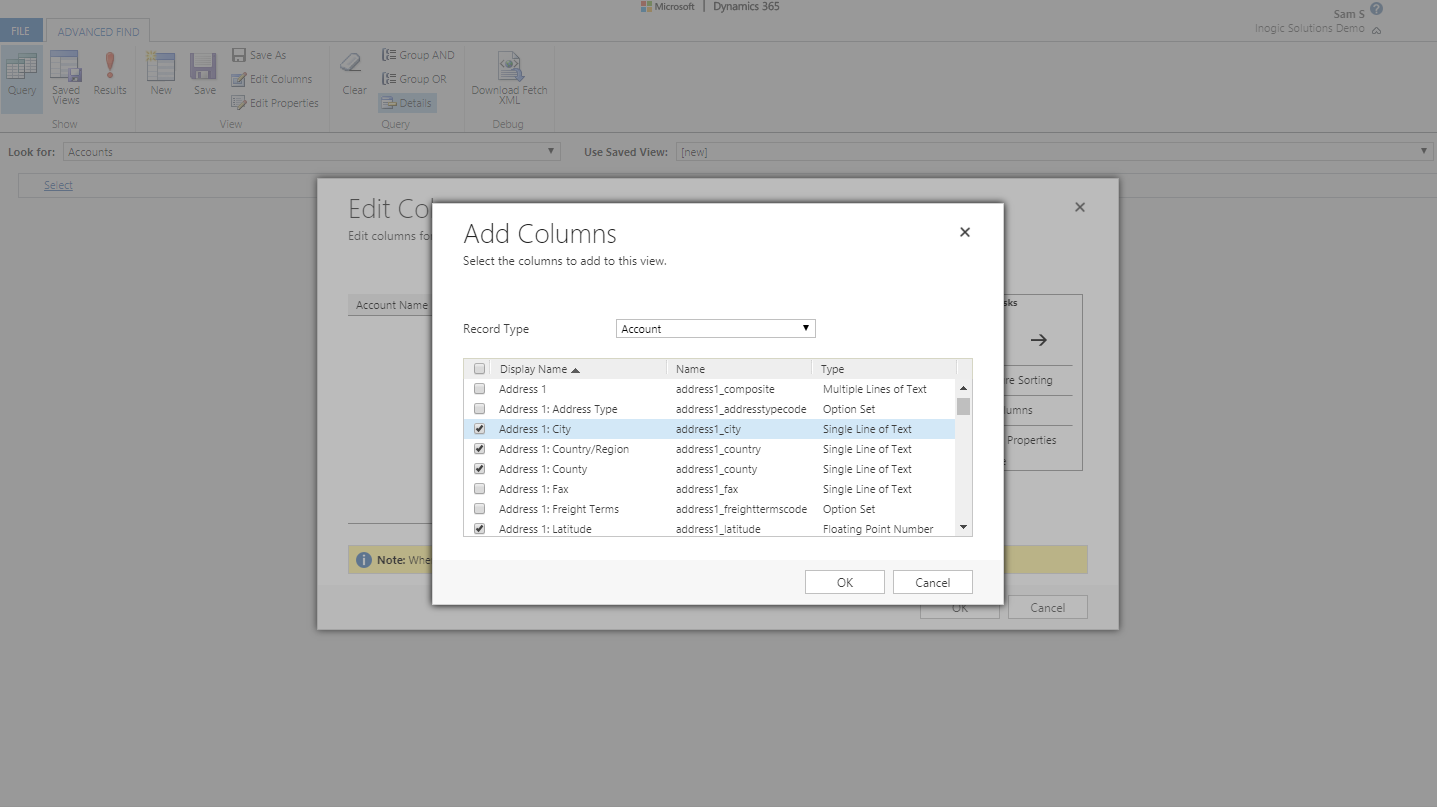 Microsoft | Dynamics 365
Sam S
Inogic Solutions Demo
FILE
ADVANCED FIND
Query
Saved Views
Results
Show
New
Save
Save As
Edit Columns
Edit Properties
View
Clear
Group AND
Group OR
Details
Query
Download Fetch XML
Debug
Look for: Accounts
Use Saved View: [new]
Select
Edit Co
Edit columns fo
Account Name
sks
re Sorting
umns
Properties
Note: Whe
OK
Cancel
Add Columns
Select the columns to add to this view.
Record Type Account
Display Name Name Type
Address 1 address1_composite Multiple Lines of Text
Address 1: Address Type address1_addresstypecode Option Set
Address 1: City address1_city Single Line of Text
Address 1: Country/Region address1_country Single Line of Text
Address 1: County address1_county Single Line of Text
Address 1: Fax address1_fax Single Line of Text
Address 1: Freight Terms address1_freighttermscode Option Set
Address 1: Latitude address1_latitude Floating Point Number
OK
Cancel